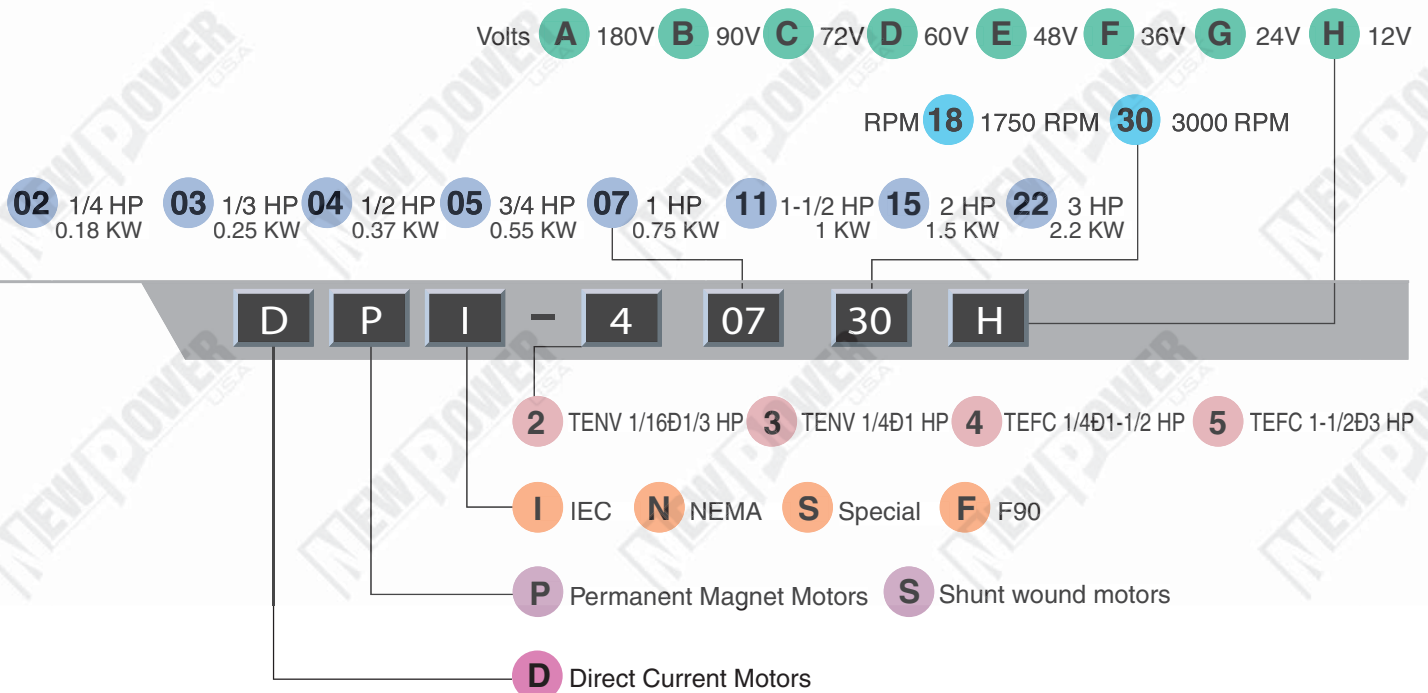 Volts A 180V B 90V C 72V D 60V E 48V F 36V G 24V H 12V
RPM 18 1750 RPM 30 3000 RPM
02 1/4 HP 03 1/3 HP 04 1/2 HP 05 3/4 HP 07 1 HP 11 1-1/2 HP 15 2 HP 22 3 HP
0.18 KW 0.25 KW 0.37 KW 0.55 KW 0.75 KW 1 KW 1.5 KW 2.2 KW
D P I - 4 07 30 H
2 TENV 1/16Ð1/3 HP 3 TENV 1/4Ð1 HP 4 TEFC 1/4Ð1-1/2 HP 5 TEFC 1-1/2Ð3 HP
I IEC N NEMA S Special F F90
P Permanent Magnet Motors S Shunt wound motors
D Direct Current Motors
NEWPOWER
USA